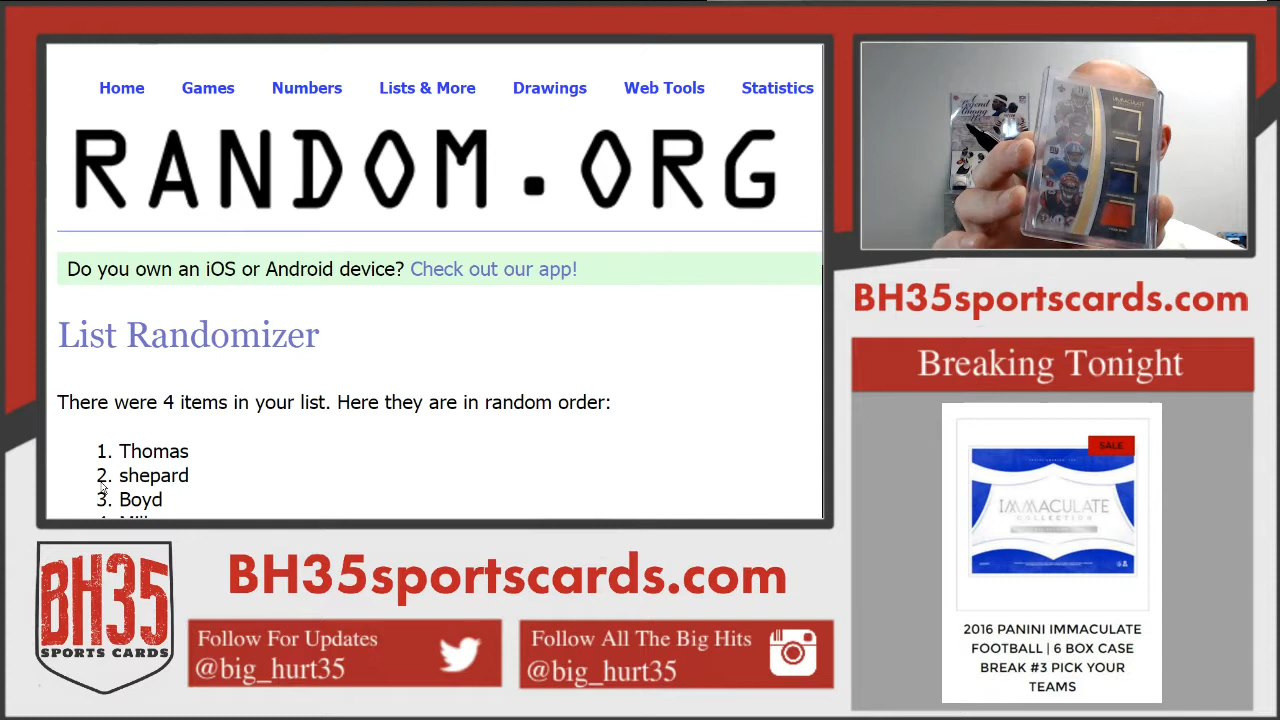 Home Games Numbers Lists & More Drawings Web Tools Statistics
RANDOM.ORG
Do you own an iOS or Android device? Check out our app!
List Randomizer
There were 4 items in your list. Here they are in random order:
1. Thomas
2. shepard
3. Boyd
BH35sportscards.com
Breaking Tonight
SALE
IMMACULATE
COLLECTION
2016 PANINI IMMACULATE
FOOTBALL | 6 BOX CASE
BREAK #3 PICK YOUR
TEAMS
BH35
SPORTS CARDS
BH35sportscards.com
Follow For Updates
@big_hurt35
Follow All The Big Hits
@big_hurt35